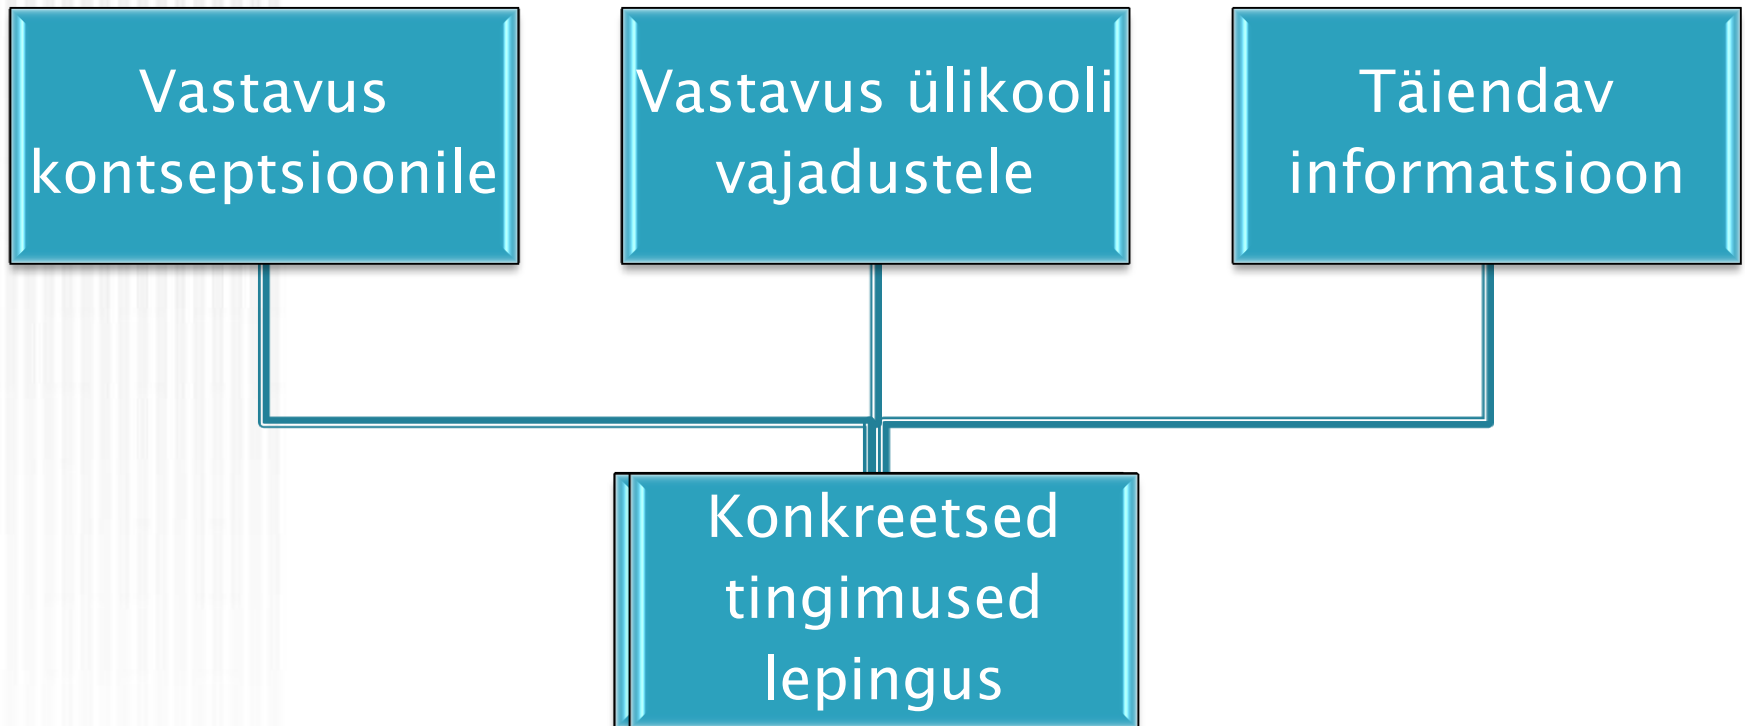 Vastavus
kontseptsioonile
Vastavus ülikooli
vajadustele
Täiendav
informatsioon
Konkreetsed
tingimused
lepingus